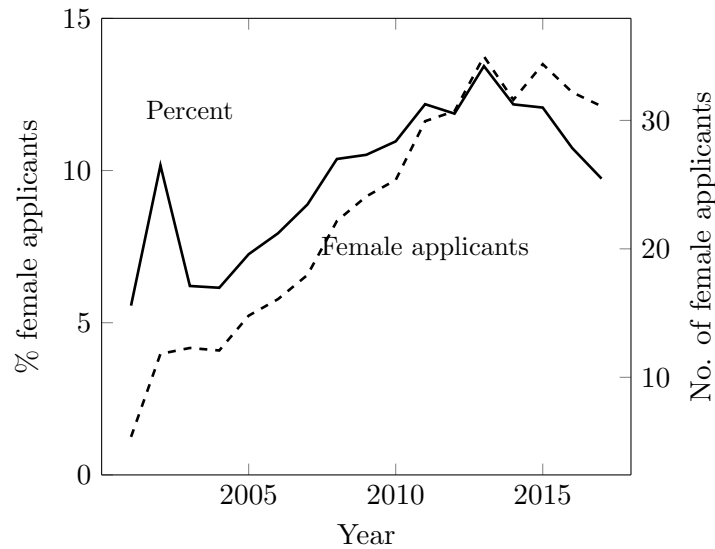 15
10
5
0
% female applicants
Percent
Female applicants
30
20
10
No. of female applicants
2005 2010 2015
Year